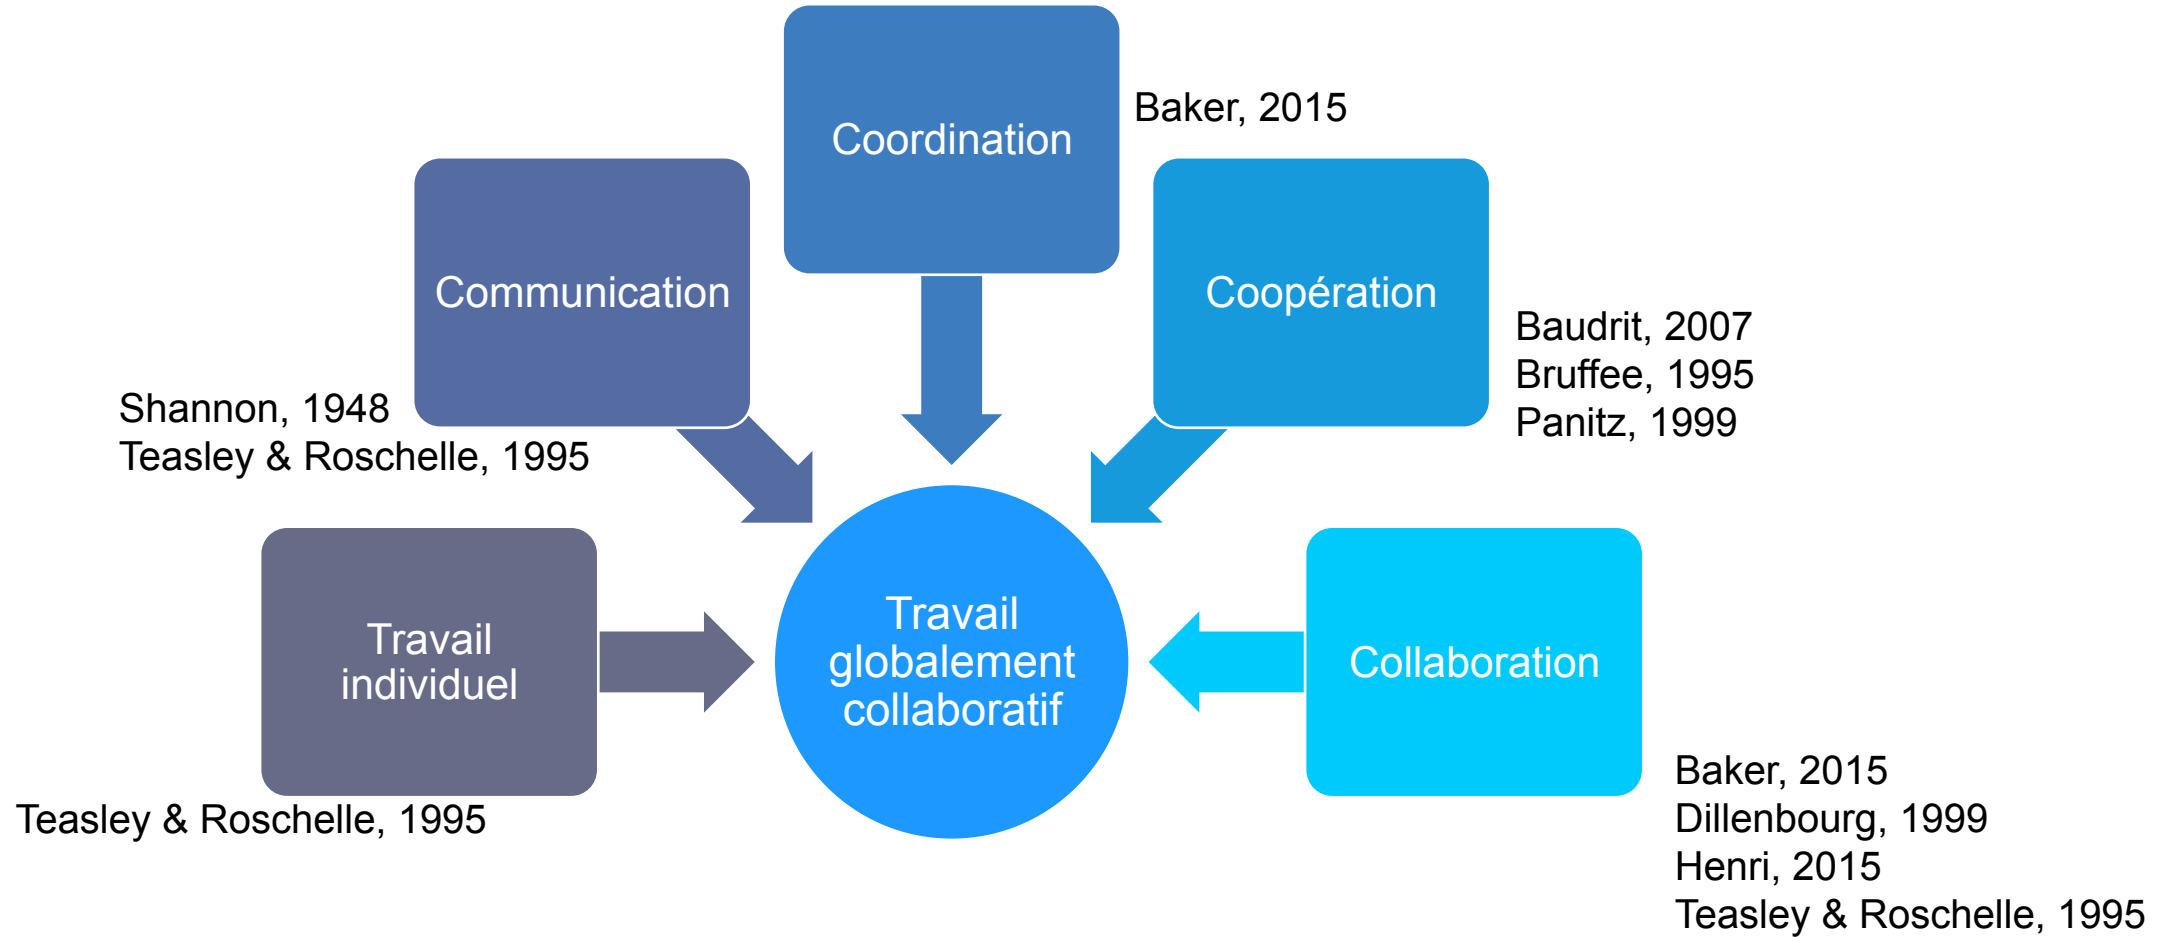 Coordination
Baker, 2015
Communication
Coopération
Baudrit, 2007
Bruffee, 1995
Panitz, 1999
Shannon, 1948
Teasley & Roschelle, 1995
Travail
individuel
Teasley & Roschelle, 1995
Travail
globalement
collaboratif
Collaboration
Baker, 2015
Dillenbourg, 1999
Henri, 2015
Teasley & Roschelle, 1995